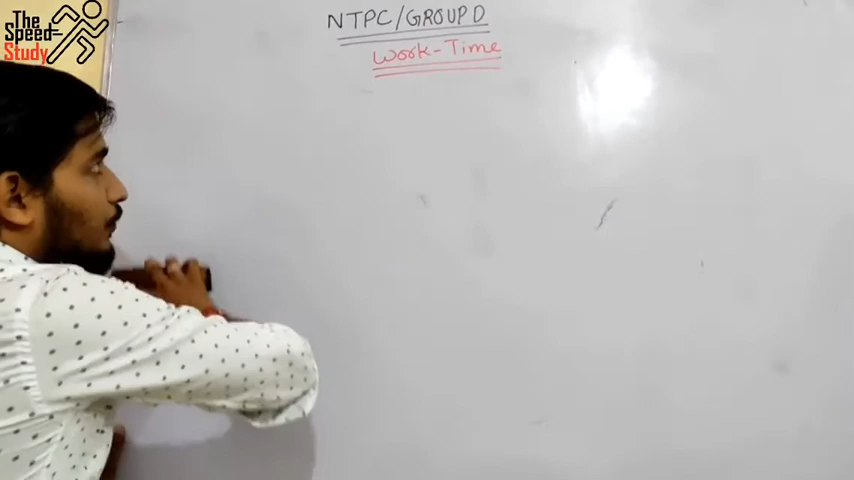 The
Speed
Study
NTPC/GROUP D
Work-Time